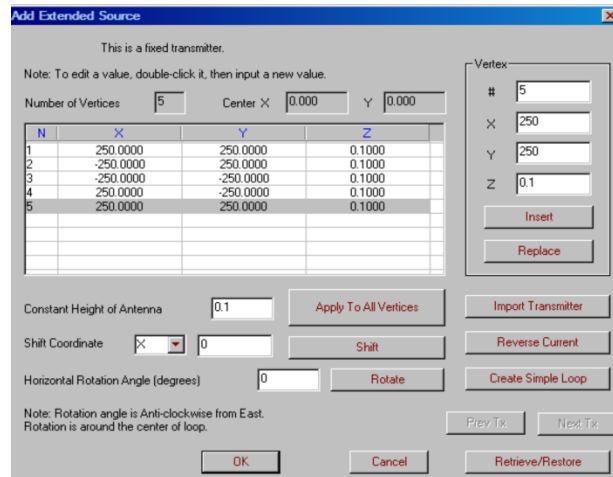 Add Extended Source
This is a fixed transmitter.
Note: To edit a value, double-click it, then input a new value.
Number of Vertices 5 Center X 0.000 Y 0.000
N X Y Z
1 250.0000 250.0000 0.1000
2 -250.0000 250.0000 0.1000
3 -250.0000 -250.0000 0.1000
4 250.0000 -250.0000 0.1000
5 250.0000 250.0000 0.1000
Vertex
# 5
X 250
Y 250
Z 0.1
Insert
Replace
Constant Height of Antenna 0.1 Apply To All Vertices Import Transmitter
Shift Coordinate X 0 Shift Reverse Current
Horizontal Rotation Angle (degrees) 0 Rotate Create Simple Loop
Note: Rotation angle is Anti-clockwise from East.
Rotation is around the center of loop.
Prev Tx Next Tx
OK Cancel Retrieve/Restore